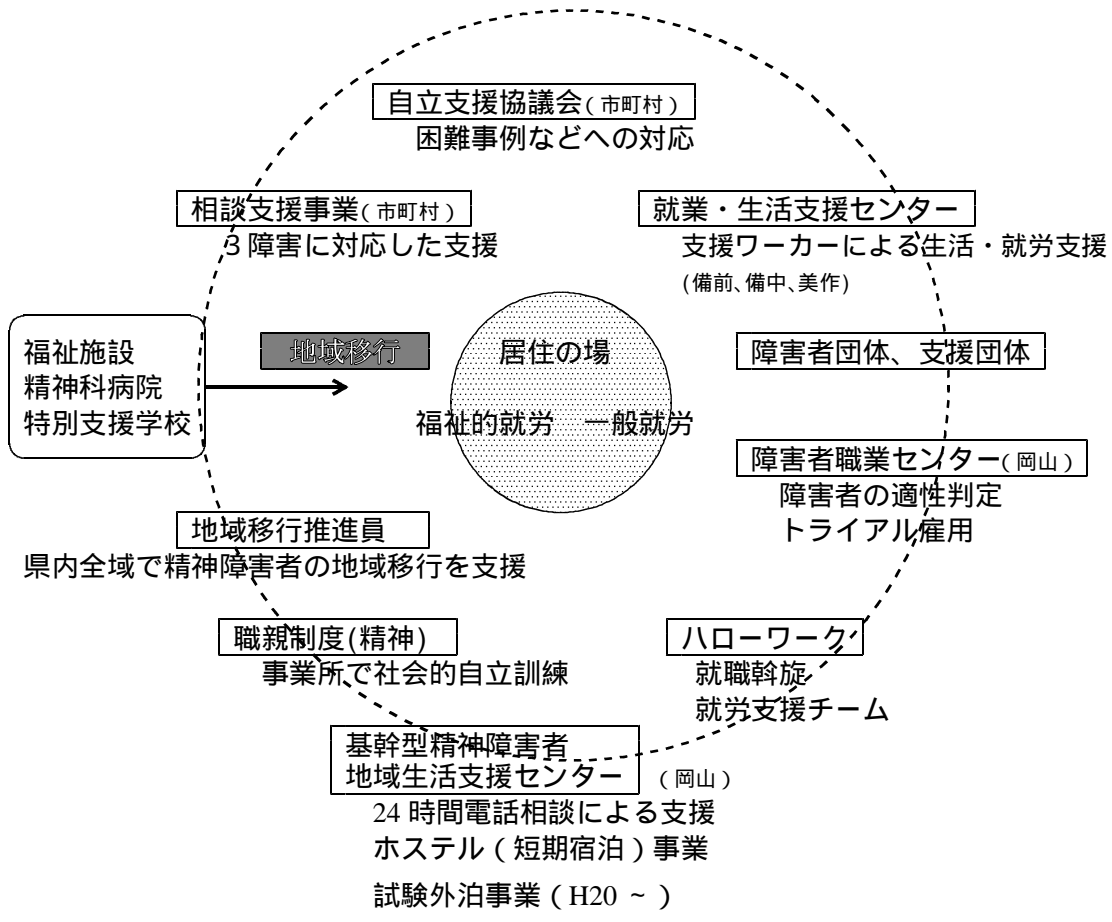 自立支援協議会(市町村)
困難事例などへの対応
相談支援事業(市町村)
3障害に対応した支援
就業・生活支援センター
支援ワーカーによる生活・就労支援
(備前、備中、美作)
福祉施設
精神科病院
特別支援学校
地域移行
居住の場
福祉的就労　一般就労
障害者団体、支援団体
障害者職業センター(岡山)
障害者の適性判定
トライアル雇用
地域移行推進員
県内全域で精神障害者の地域移行を支援
職親制度(精神)
事業所で社会的自立訓練
ハローワーク
就職斡旋
就労支援チーム
基幹型精神障害者
地域生活支援センター　(岡山)
24時間電話相談による支援
ホステル(短期宿泊)事業
試験外泊事業(H20 ~ )